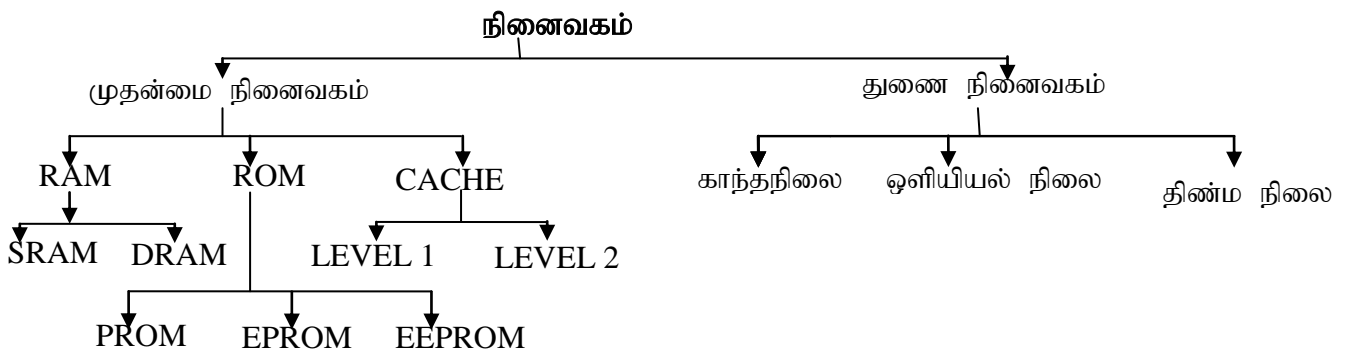 நினைவகம்
முதன்மை நினைவகம் துணை நினைவகம்
RAM ROM CACHE காந்தநிலை ஒளியியல் நிலை திண்ம நிலை
SRAM DRAM LEVEL 1 LEVEL 2
PROM EPROM EEPROM